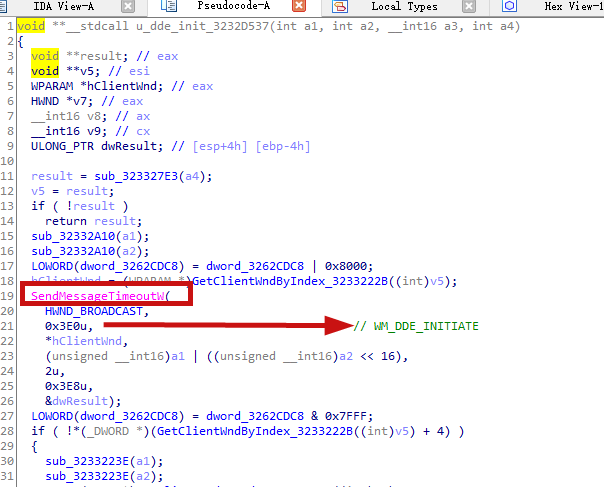 IDA View-A Pseudocode-A Local Types Hex View-1
1 void **__stdcall u_dde_init_3232D537(int a1, int a2, __int16 a3, int a4)
2 {
3 void **result; // eax
4 void **v5; // esi
5 WPARAM *hClientWnd; // eax
6 HWND *v7; // eax
7 __int16 v8; // ax
8 __int16 v9; // cx
9 ULONG_PTR dwResult; // [esp+4h] [ebp-4h]
10
11 result = sub_323327E3(a4);
12 v5 = result;
13 if ( !result )
14 return result;
15 sub_32332A10(a1);
16 sub_32332A10(a2);
17 LOWORD(dword_3262CDC8) = dword_3262CDC8 | 0x8000;
18 hClientWnd = (WPARAM *)GetClientWndByIndex_3233222B((int)v5);
19 SendMessageTimeoutW(
20 HWND_BROADCAST,
21 0x3E0u, // WM_DDE_INITIATE
22 *hClientWnd,
23 (unsigned __int16)a1 | ((unsigned __int16)a2 << 16),
24 2u,
25 0x3E8u,
26 &dwResult);
27 LOWORD(dword_3262CDC8) = dword_3262CDC8 & 0x7FFF;
28 if ( !*(_DWORD *)(GetClientWndByIndex_3233222B((int)v5) + 4) )
29 {
30 sub_3233223E(a1);
31 sub_3233223E(a2);